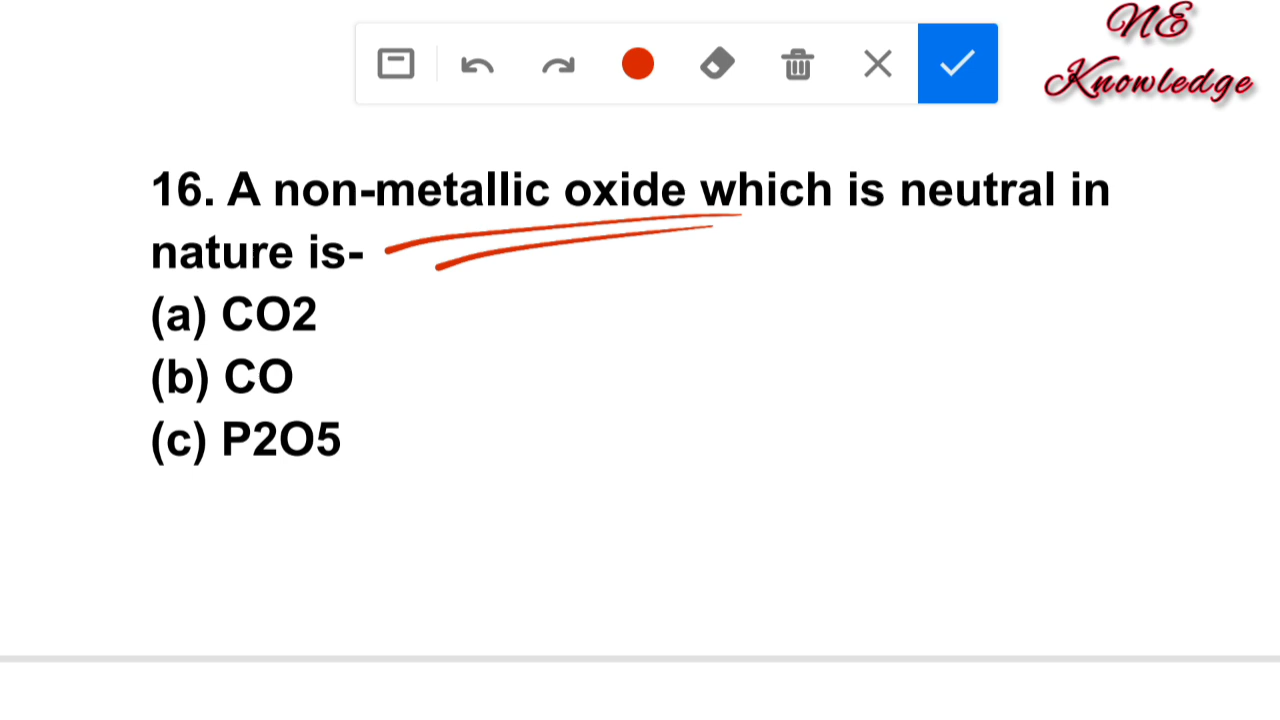 NE
Knowledge
16. A non-metallic oxide which is neutral in
nature is-
(a) CO2
(b) CO
(c) P2O5